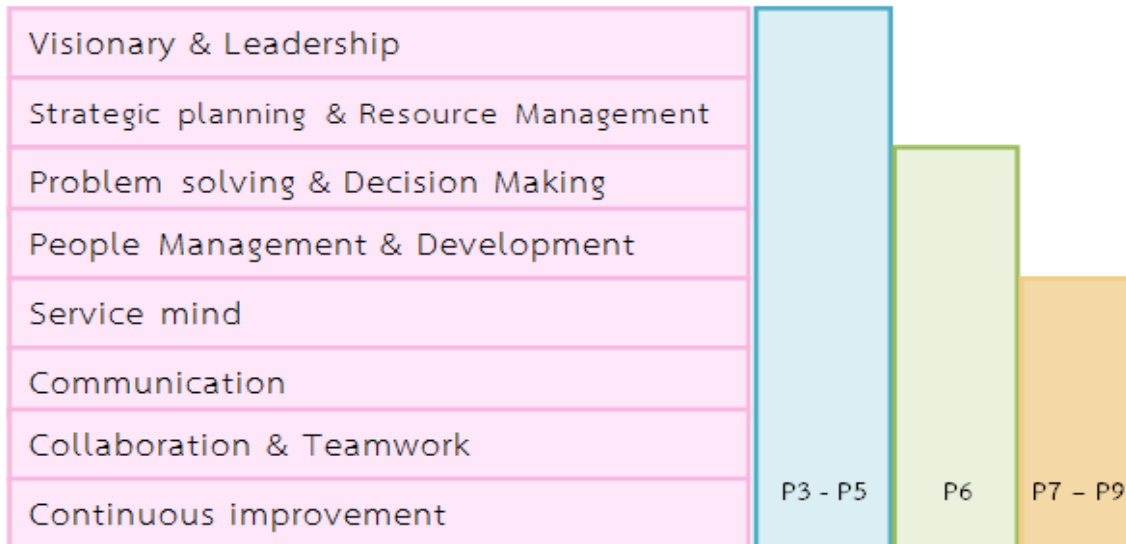 Visionary & Leadership
Strategic planning & Resource Management
Problem solving & Decision Making
People Management & Development
Service mind
Communication
Collaboration & Teamwork
Continuous improvement
P3 - P5
P6
P7 – P9